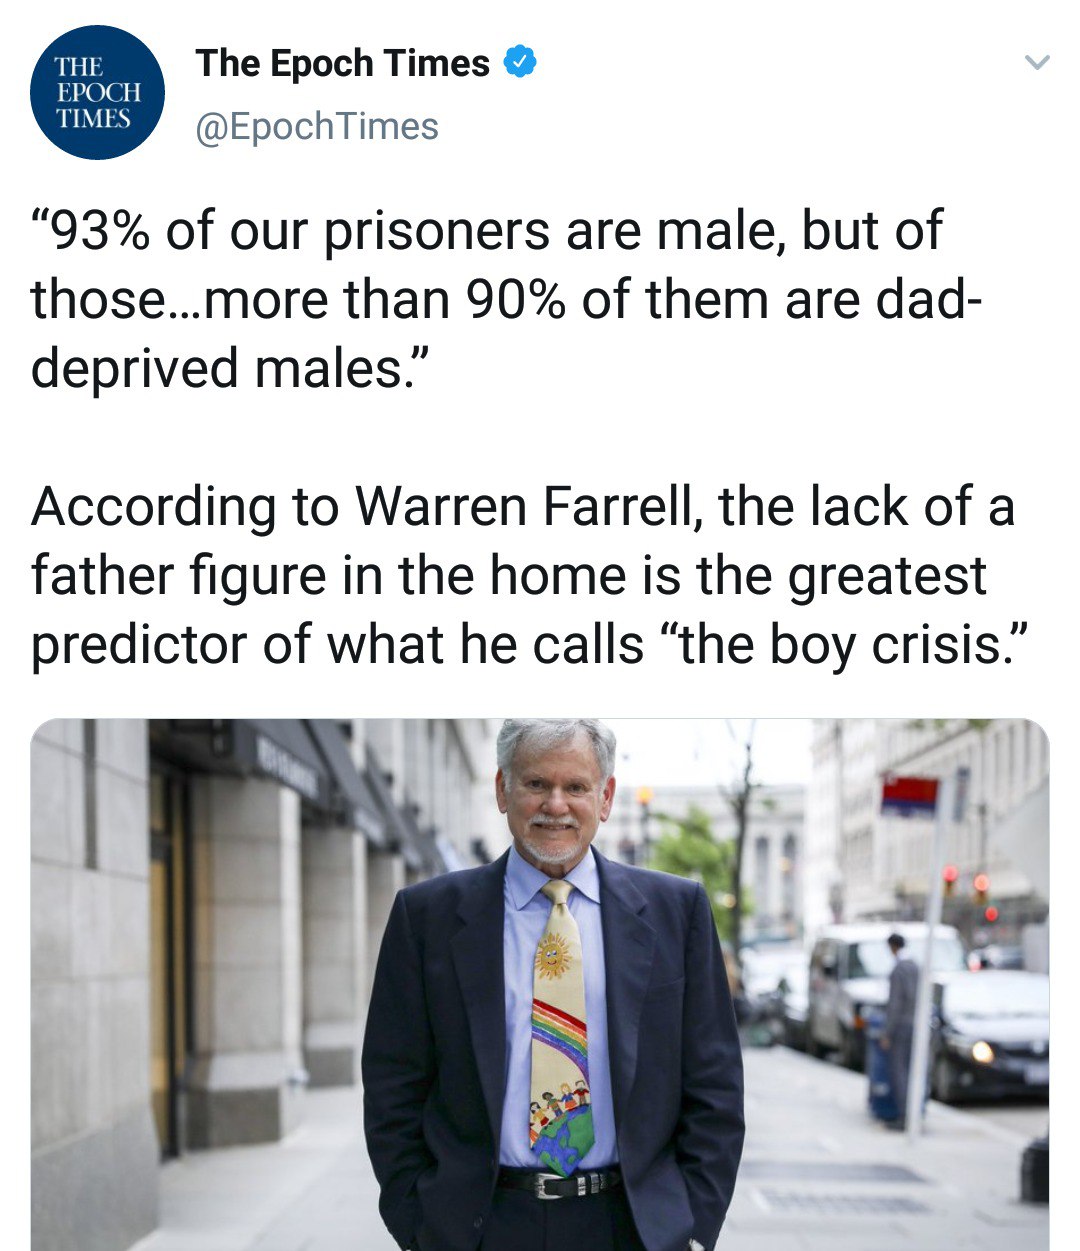 THE
EPOCH
TIMES
The Epoch Times
@EpochTimes
“93% of our prisoners are male, but of
those...more than 90% of them are dad-
deprived males.”
According to Warren Farrell, the lack of a
father figure in the home is the greatest
predictor of what he calls “the boy crisis.”